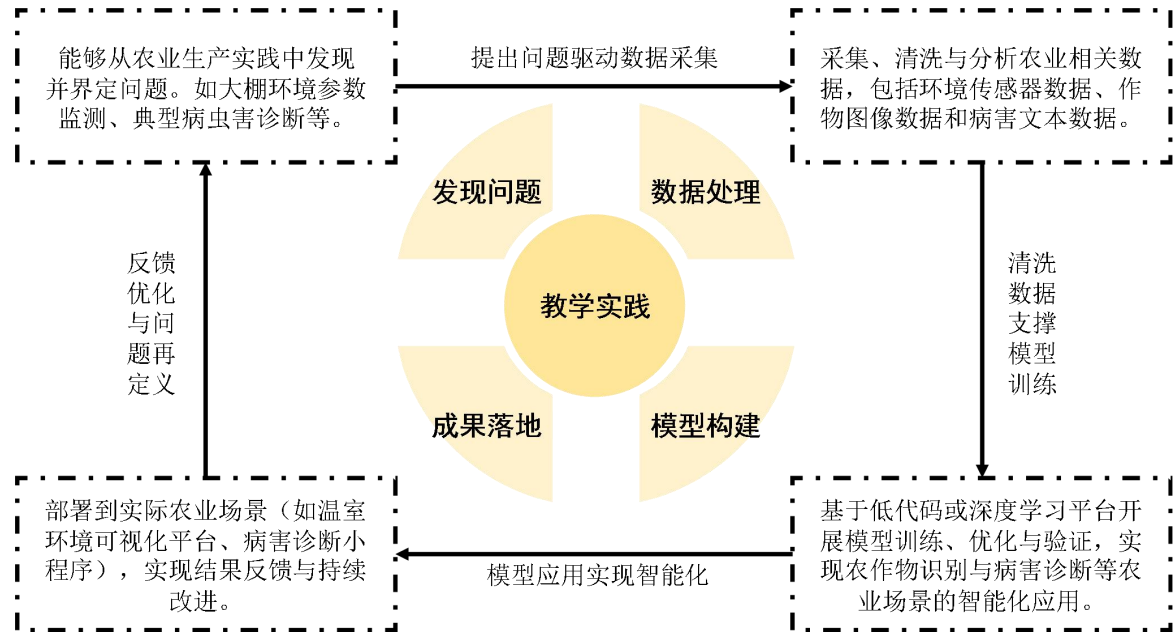 能够从农业生产实践中发现
并界定问题。如大棚环境参数
监测、典型病虫害诊断等。
提出问题驱动数据采集
采集、清洗与分析农业相关数
据，包括环境传感器数据、作
物图像数据和病害文本数据。
发现问题
数据处理
反馈
优化
与问
题再
定义
教学实践
清洗
数据
支撑
模型
训练
成果落地
模型构建
部署到实际农业场景（如温室
环境可视化平台、病害诊断小
程序），实现结果反馈与持续
改进。
模型应用实现智能化
基于低代码或深度学习平台开
展模型训练、优化与验证，实
现农作物识别与病害诊断等农
业场景的智能化应用。